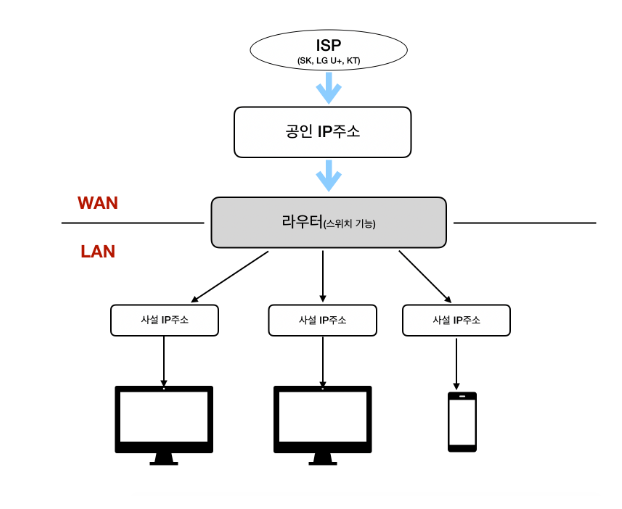 ISP
(SK, LG U+, KT)
공인 IP주소
WAN
라우터(스위치 기능)
LAN
사설 IP주소
사설 IP주소
사설 IP주소